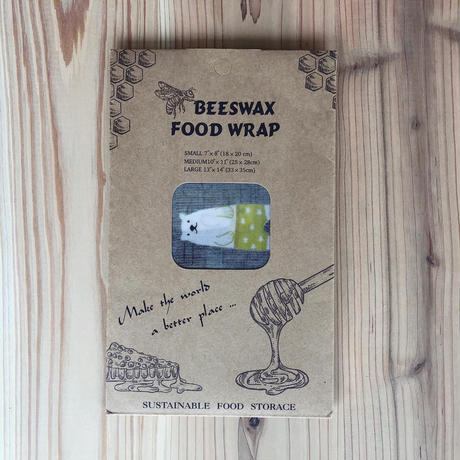 BEESWAX
FOOD WRAP
SMALL 7"x 8" (18 x 20 cm)
MEDIUM10" x 11" (25 x 28cm)
LARGE 13" x 14" (33 x 35cm)
Make the world
a better place ...
SUSTAINABLE FOOD STORACE